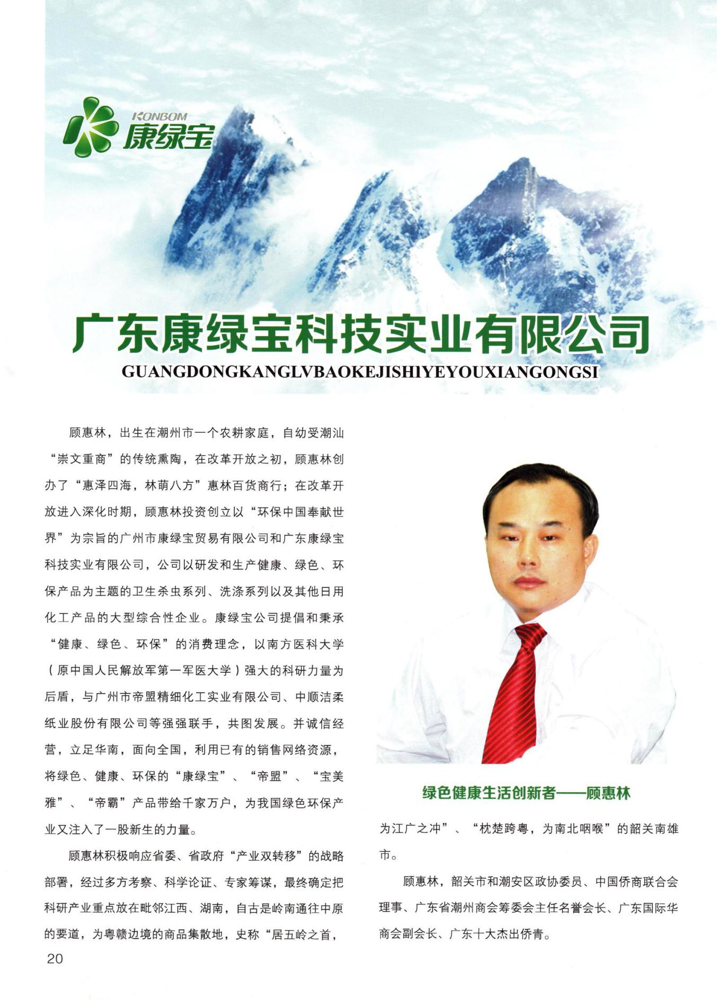 KONBOM
康绿宝
广东康绿宝科技实业有限公司
GUANGDONGKANGLVBAOKEJISHIYEYOUXIANGONGSI
顾惠林，出生在潮州市一个农耕家庭，自幼受潮汕
“崇文重商”的传统熏陶，在改革开放之初，顾惠林创
办了“惠泽四海，林萌八方”惠林百货商行；在改革开
放进入深化时期，顾惠林投资创立以“环保中国奉献世
界”为宗旨的广州市康绿宝贸易有限公司和广东康绿宝
科技实业有限公司，公司以研发和生产健康、绿色、环
保产品为主题的卫生杀虫系列、洗涤系列以及其他日用
化工产品的大型综合性企业。康绿宝公司提倡和秉承
“健康、绿色、环保”的消费理念，以南方医科大学
（原中国人民解放军第一军医大学）强大的科研力量为
后盾，与广州市帝盟精细化工实业有限公司、中顺洁柔
纸业股份有限公司等强强联手，共图发展。并诚信经
营，立足华南，面向全国，利用已有的销售网络资源，
将绿色、健康、环保的“康绿宝”、“帝盟”、“宝美
雅”、“帝霸”产品带给千家万户，为我国绿色环保产
业又注入了一股新生的力量。
顾惠林积极响应省委、省政府“产业双转移”的战略
部署，经过多方考察、科学论证、专家筹谋，最终确定把
科研产业重点放在毗邻江西、湖南，自古是岭南通往中原
的要道，为粤赣边境的商品集散地，史称“居五岭之首，
20
绿色健康生活创新者——顾惠林
为江广之冲”、“枕楚跨粤，为南北咽喉”的韶关南雄
市。
顾惠林，韶关市和潮安区政协委员、中国侨商联合会
理事、广东省潮州商会筹委会主任名誉会长、广东国际华
商会副会长、广东十大杰出侨青。